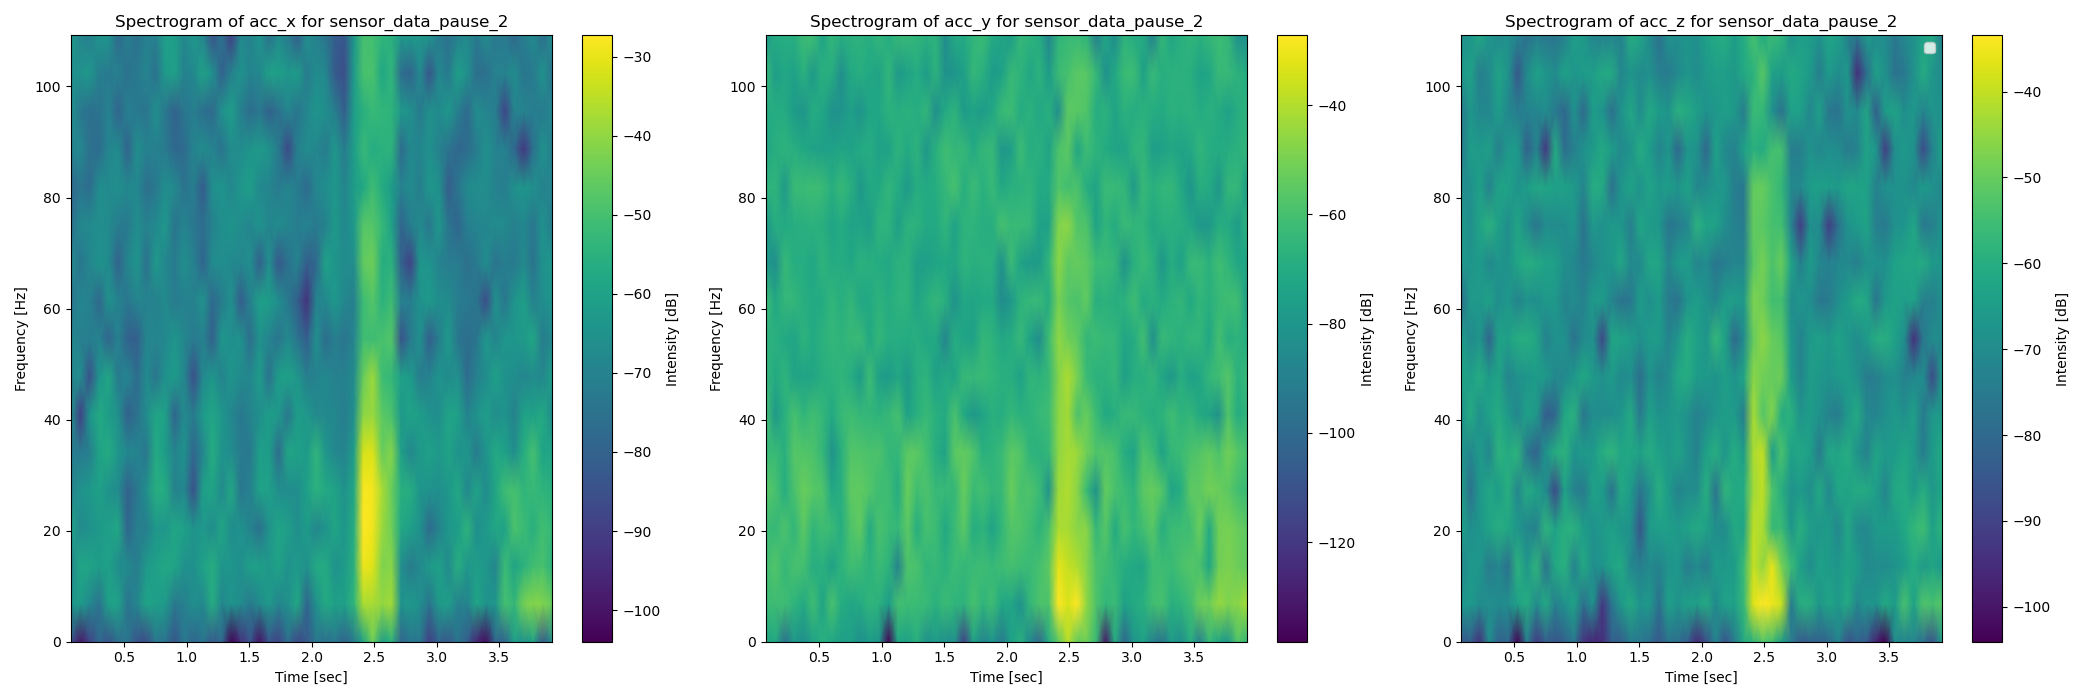 Spectrogram of acc_x for sensor_data_pause_2
100
80
60
40
20
0
Frequency [Hz]
0.5 1.0 1.5 2.0 2.5 3.0 3.5
Time [sec]
−30
−40
−50
−60
−70
−80
−90
−100
Intensity [dB]
Spectrogram of acc_y for sensor_data_pause_2
100
80
60
40
20
0
Frequency [Hz]
0.5 1.0 1.5 2.0 2.5 3.0 3.5
Time [sec]
−40
−60
−80
−100
−120
Intensity [dB]
Spectrogram of acc_z for sensor_data_pause_2
100
80
60
40
20
0
Frequency [Hz]
0.5 1.0 1.5 2.0 2.5 3.0 3.5
Time [sec]
−40
−50
−60
−70
−80
−90
−100
Intensity [dB]